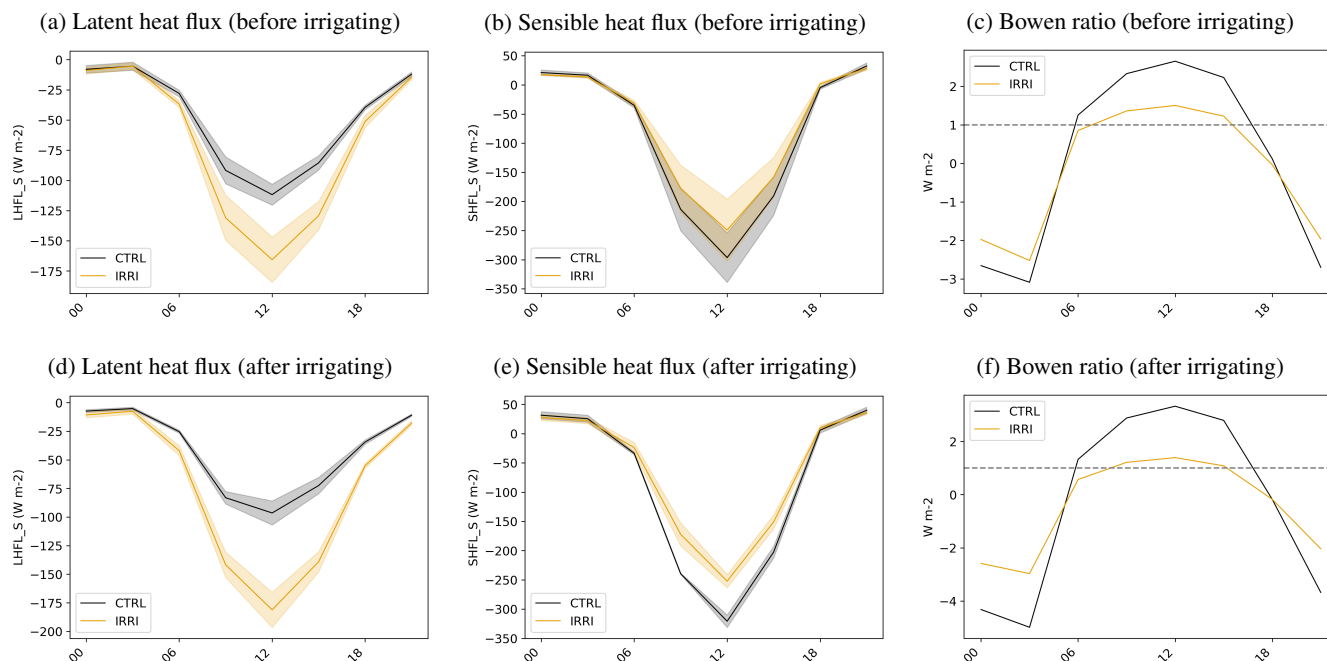 (a) Latent heat flux (before irrigating)
(b) Sensible heat flux (before irrigating)
(c) Bowen ratio (before irrigating)
0
−25
−50
−75
−100
−125
−150
−175
LHFL_S (W m-2)
CTRL
IRRI
00
06
12
18
50
0
−50
−100
−150
−200
−250
−300
−350
SHFL_S (W m-2)
CTRL
IRRI
00
06
12
18
2
1
0
−1
−2
−3
W m-2
CTRL
IRRI
00
06
12
18
(d) Latent heat flux (after irrigating)
(e) Sensible heat flux (after irrigating)
(f) Bowen ratio (after irrigating)
0
−25
−50
−75
−100
−125
−150
−175
−200
LHFL_S (W m-2)
CTRL
IRRI
00
06
12
18
50
0
−50
−100
−150
−200
−250
−300
−350
SHFL_S (W m-2)
CTRL
IRRI
00
06
12
18
2
1
0
−2
−4
W m-2
CTRL
IRRI
00
06
12
18